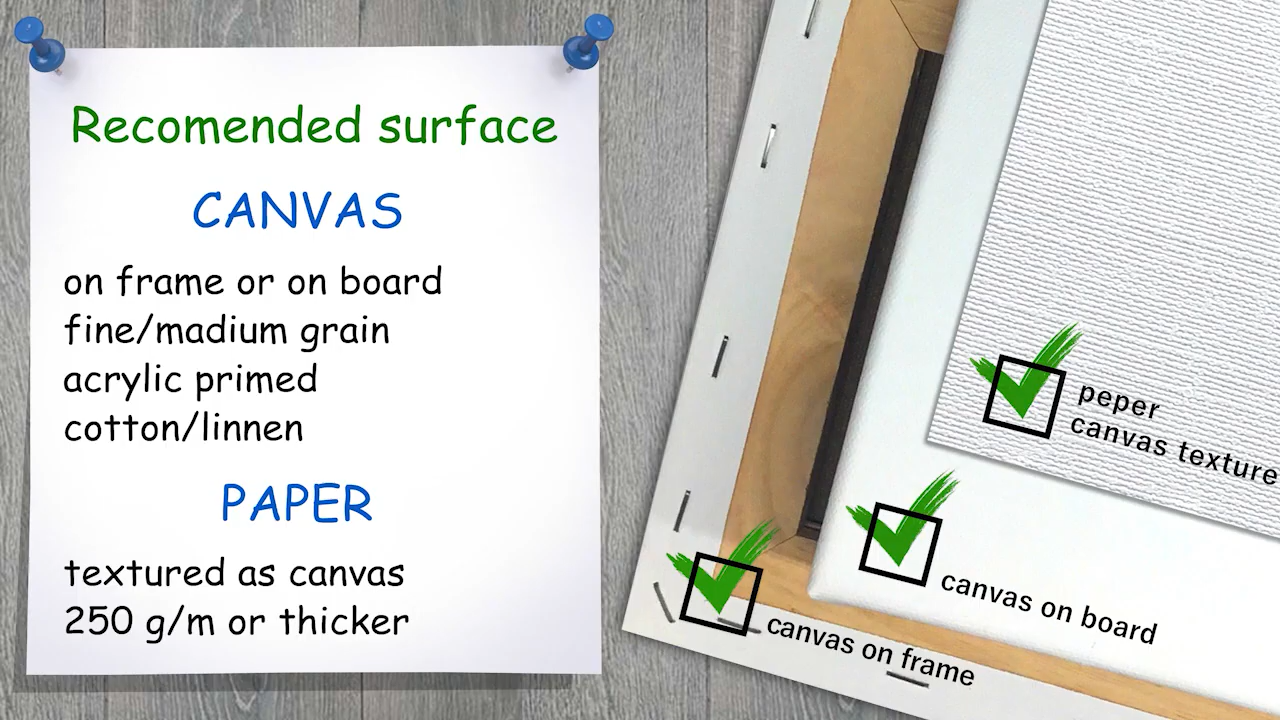 Recomended surface
CANVAS
on frame or on board
fine/madium grain
acrylic primed
cotton/linnen
PAPER
textured as canvas
250 g/m or thicker
peper
canvas texture
canvas on board
canvas on frame